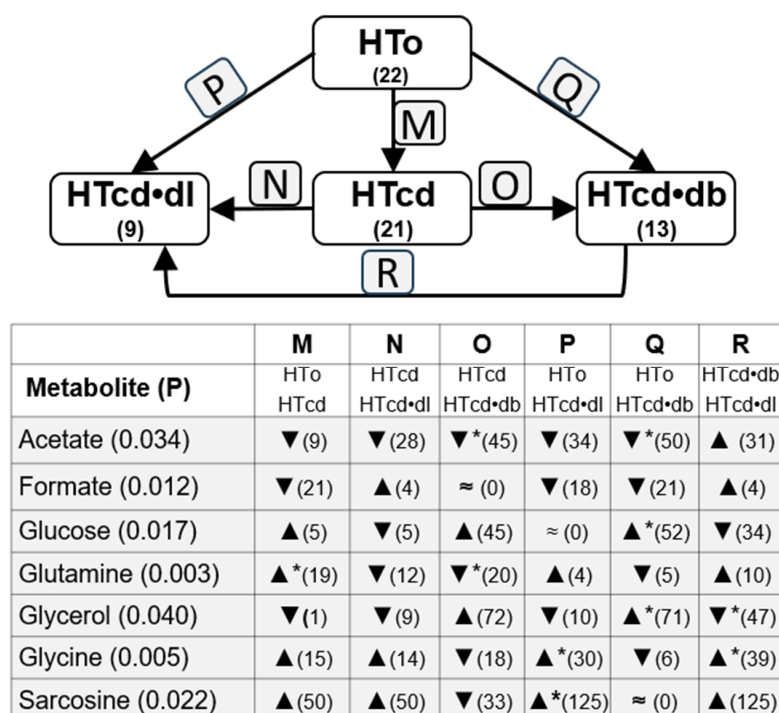 HTo
(22)
P
Q
M
HTcd•dl
(9)
N
HTcd
(21)
O
HTcd•db
(13)
R
M N O P Q R
Metabolite (P) HTo HTcd HTcd HTo HTo HTcd•db
HTcd HTcd•dl HTcd•db HTcd•dl HTcd•db HTcd•dl
Acetate (0.034) ▼(9) ▼(28) ▼*(45) ▼(34) ▼*(50) ▲ (31)
Formate (0.012) ▼(21) ▲(4) ≈ (0) ▼(18) ▼(21) ▲(4)
Glucose (0.017) ▲(5) ▼(5) ▲(45) ≈ (0) ▲*(52) ▼(34)
Glutamine (0.003) ▲*(19) ▼(12) ▼*(20) ▲(4) ▼(5) ▲(10)
Glycerol (0.040) ▼(1) ▼(9) ▲(72) ▼(10) ▲*(71) ▼*(47)
Glycine (0.005) ▲(15) ▲(14) ▼(18) ▲*(30) ▼(6) ▲*(39)
Sarcosine (0.022) ▲(50) ▲(50) ▼(33) ▲*(125) ≈ (0) ▲(125)